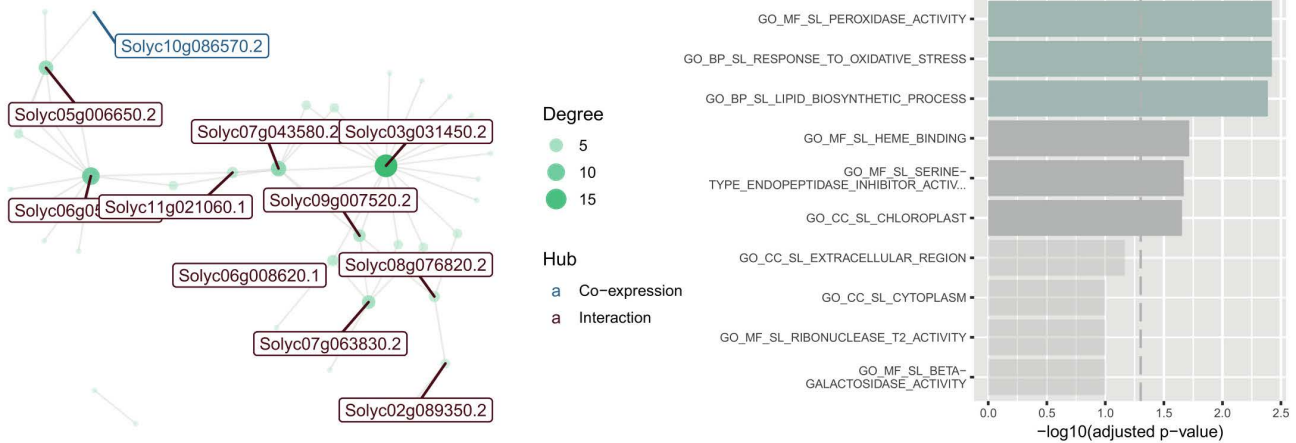 Solyc10g086570.2
Solyc05g006650.2
Solyc07g043580.2
Solyc03g031450.2
Solyc06g05
Solyc11g021060.1
Solyc09g007520.2
Solyc06g008620.1
Solyc08g076820.2
Solyc07g063830.2
Solyc02g089350.2
Degree
5
10
15
Hub
a Co−expression
a Interaction
GO_MF_SL_PEROXIDASE_ACTIVITY
GO_BP_SL_RESPONSE_TO_OXIDATIVE_STRESS
GO_BP_SL_LIPID_BIOSYNTHETIC_PROCESS
GO_MF_SL_HEME_BINDING
GO_MF_SL_SERINE−
TYPE_ENDOPEPTIDASE_INHIBITOR_ACTIV...
GO_CC_SL_CHLOROPLAST
GO_CC_SL_EXTRACELLULAR_REGION
GO_CC_SL_CYTOPLASM
GO_MF_SL_RIBONUCLEASE_T2_ACTIVITY
GO_MF_SL_BETA−
GALACTOSIDASE_ACTIVITY
0.0 0.5 1.0 1.5 2.0 2.5
−log10(adjusted p−value)